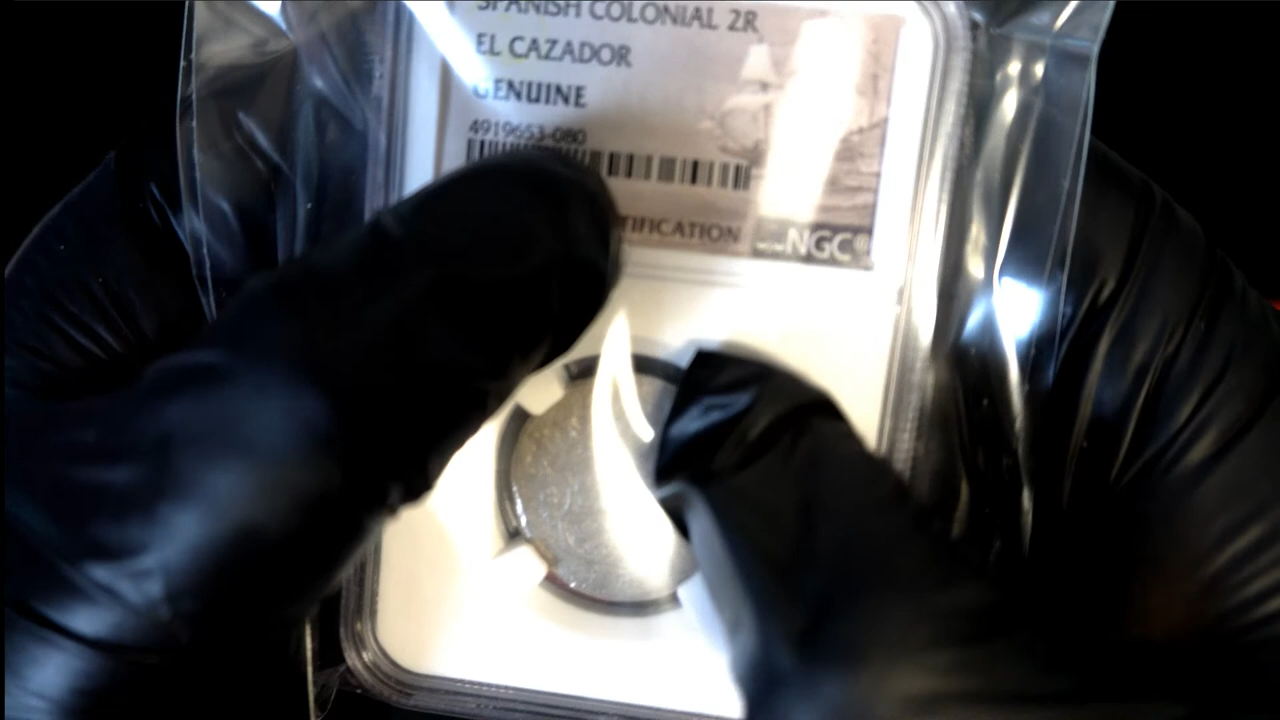 SPANISH COLONIAL 2R
EL CAZADOR
GENUINE
4919653-080
NGC®